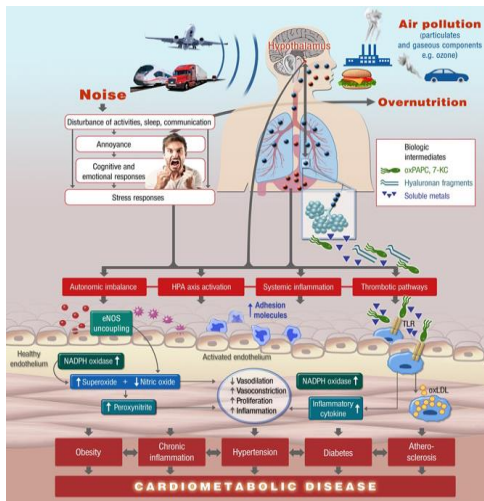 Air pollution
(particulates
and gaseous components
e.g. ozone)
Hypothalamus
Noise
Overnutrition
Disturbance of activities, sleep, communication
Annoyance
Cognitive and
emotional responses
Stress responses
Biologic
intermediates
oxPAPC, 7-KC
Hyaluronan fragments
Soluble metals
Autonomic imbalance
HPA axis activation
Systemic inflammation
Thrombotic pathways
eNOS
uncoupling
↑ Adhesion
molecules
TLR
Healthy
endothelium
Activated endothelium
NADPH oxidase ↑
NADPH oxidase ↑
↑ Superoxide + ↓ Nitric oxide
↑ Peroxynitrite
↓ Vasodilation
↑ Vasoconstriction
↑ Proliferation
↑ Inflammation
Inflammatory
cytokine ↑
oxLDL
Obesity
Chronic
inflammation
Hypertension
Diabetes
Athero-
sclerosis
CARDIOMETABOLIC DISEASE